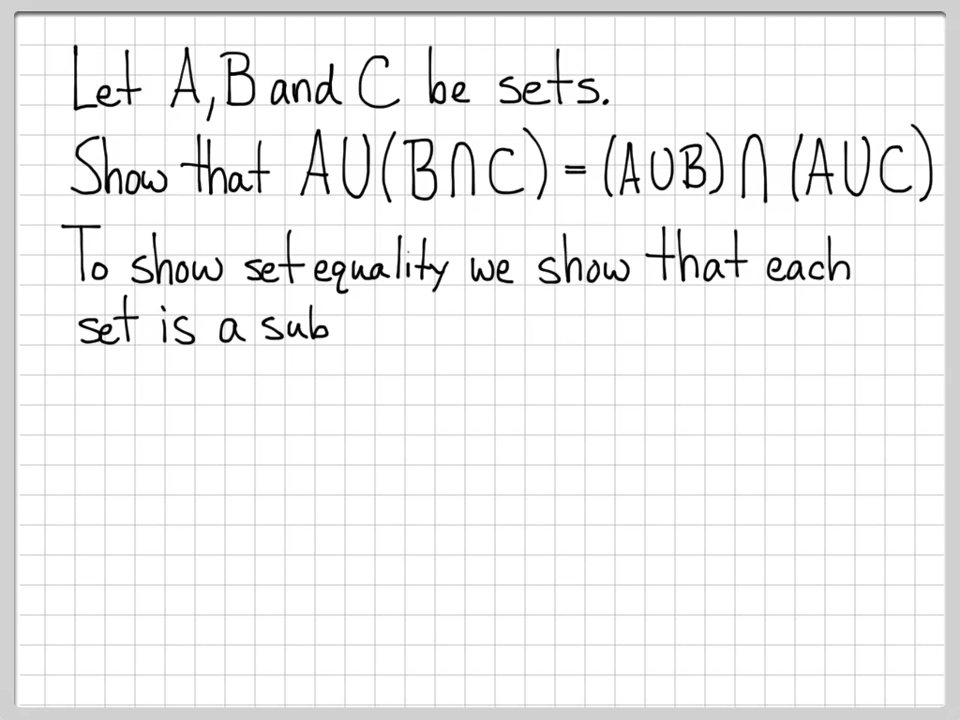 Let A, B and C be sets.
Show that A∪(B∩C) = (A∪B)∩(A∪C)
To show set equality we show that each
set is a sub